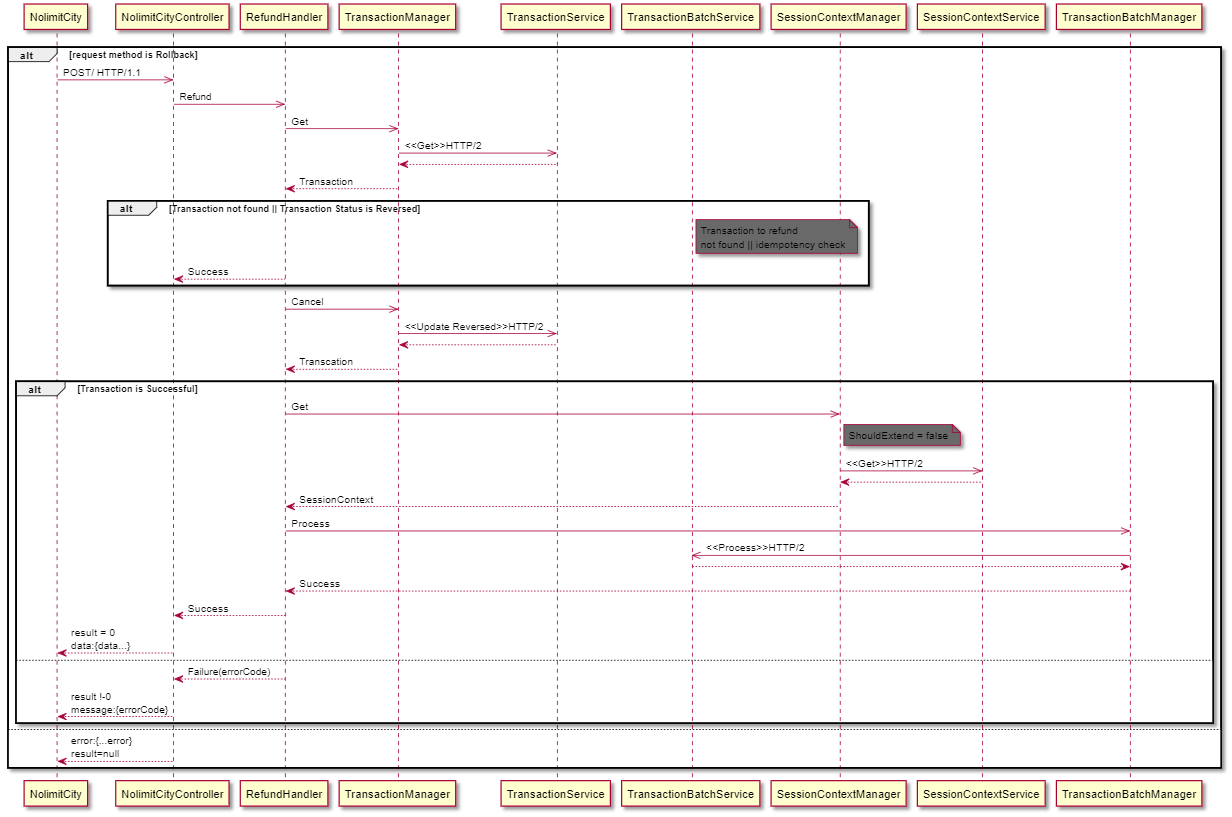 NolimitCity
NolimitCityController
RefundHandler
TransactionManager
TransactionService
TransactionBatchService
SessionContextManager
SessionContextService
TransactionBatchManager
alt
[request method is Rollback]
POST/ HTTP/1.1
Refund
Get
<<Get>>HTTP/2
Transaction
alt
[Transaction not found || Transaction Status is Reversed]
Transaction to refund
not found || idempotency check
Success
Cancel
<<Update Reversed>>HTTP/2
Transcation
alt
[Transaction is Successful]
Get
ShouldExtend = false
<<Get>>HTTP/2
SessionContext
Process
<<Process>>HTTP/2
Success
Success
result = 0
data:{data...}
Failure(errorCode)
result !-0
message:{errorCode}
error:{...error}
result=null
NolimitCity
NolimitCityController
RefundHandler
TransactionManager
TransactionService
TransactionBatchService
SessionContextManager
SessionContextService
TransactionBatchManager